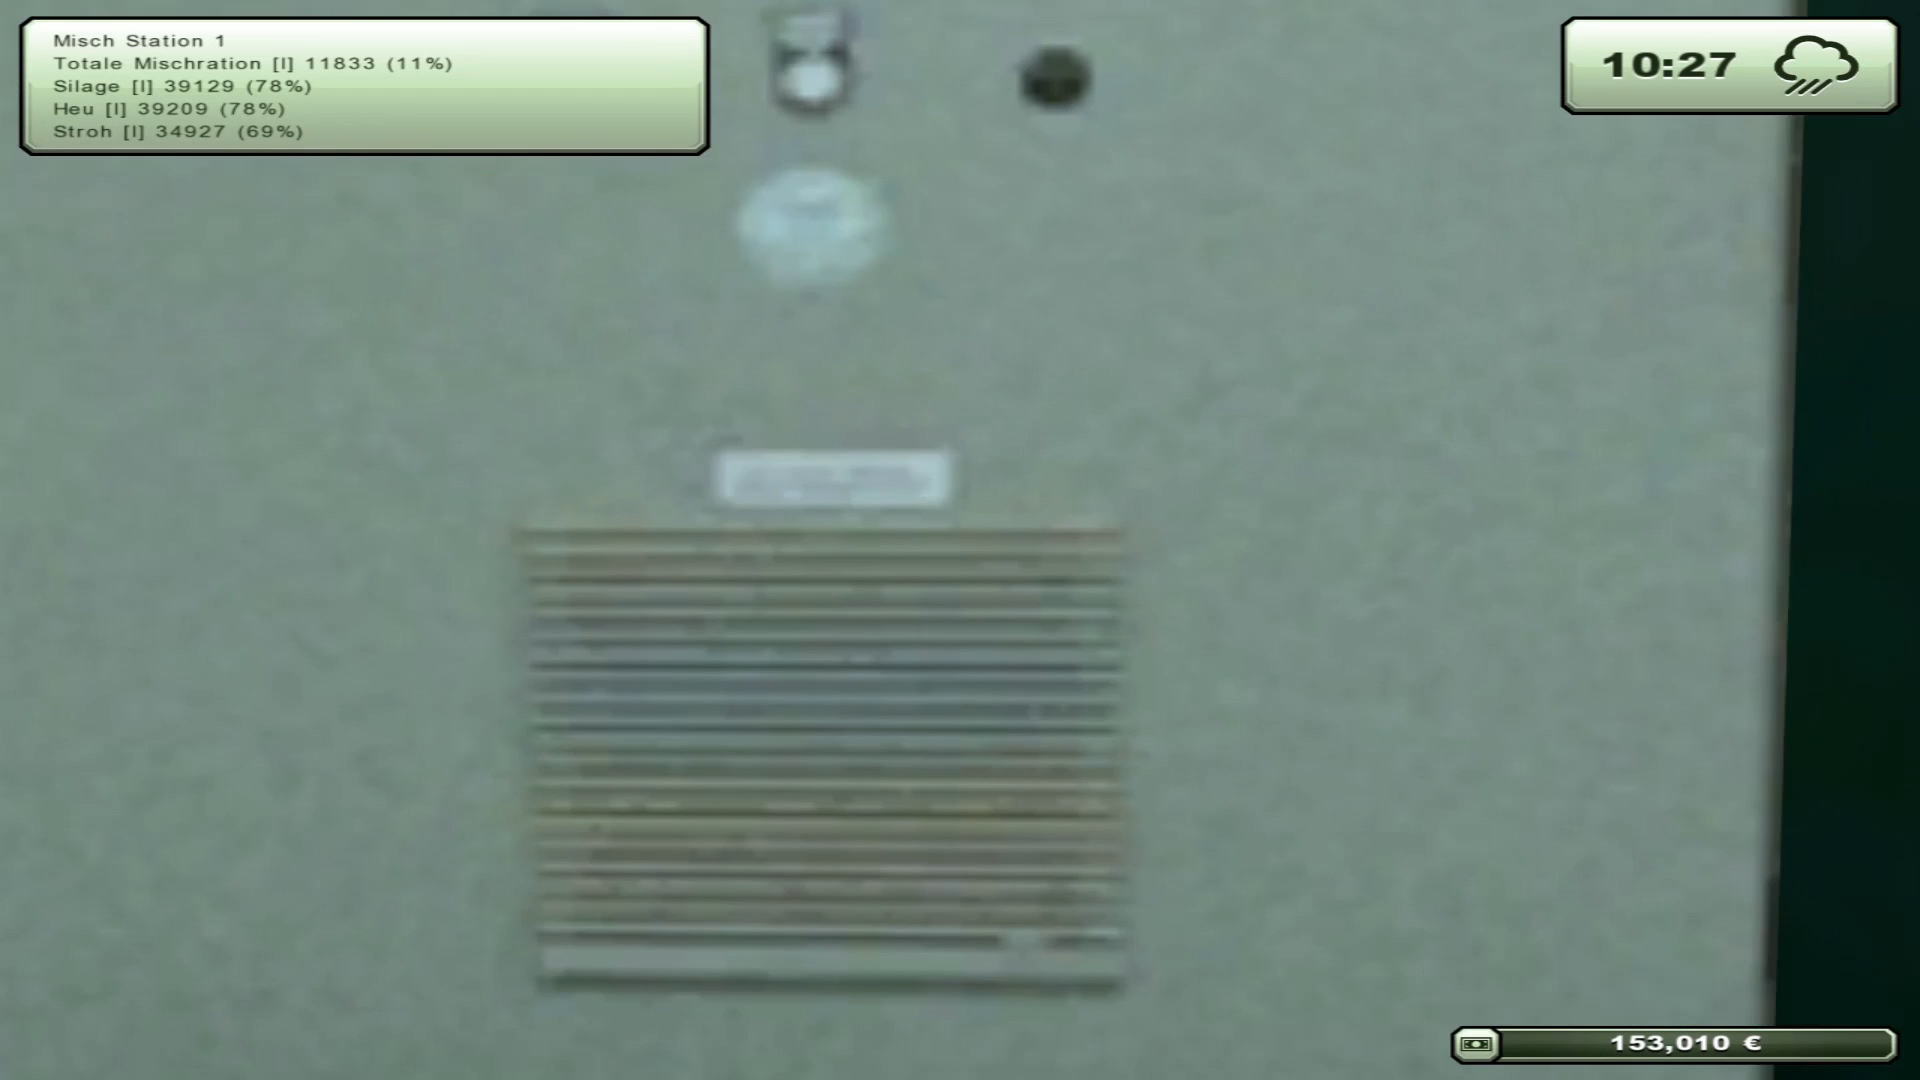 Misch Station 1
Totale Mischration [l] 11833 (11%)
Silage [l] 39129 (78%)
Heu [l] 39209 (78%)
Stroh [l] 34927 (69%)
10:27
153,010 €